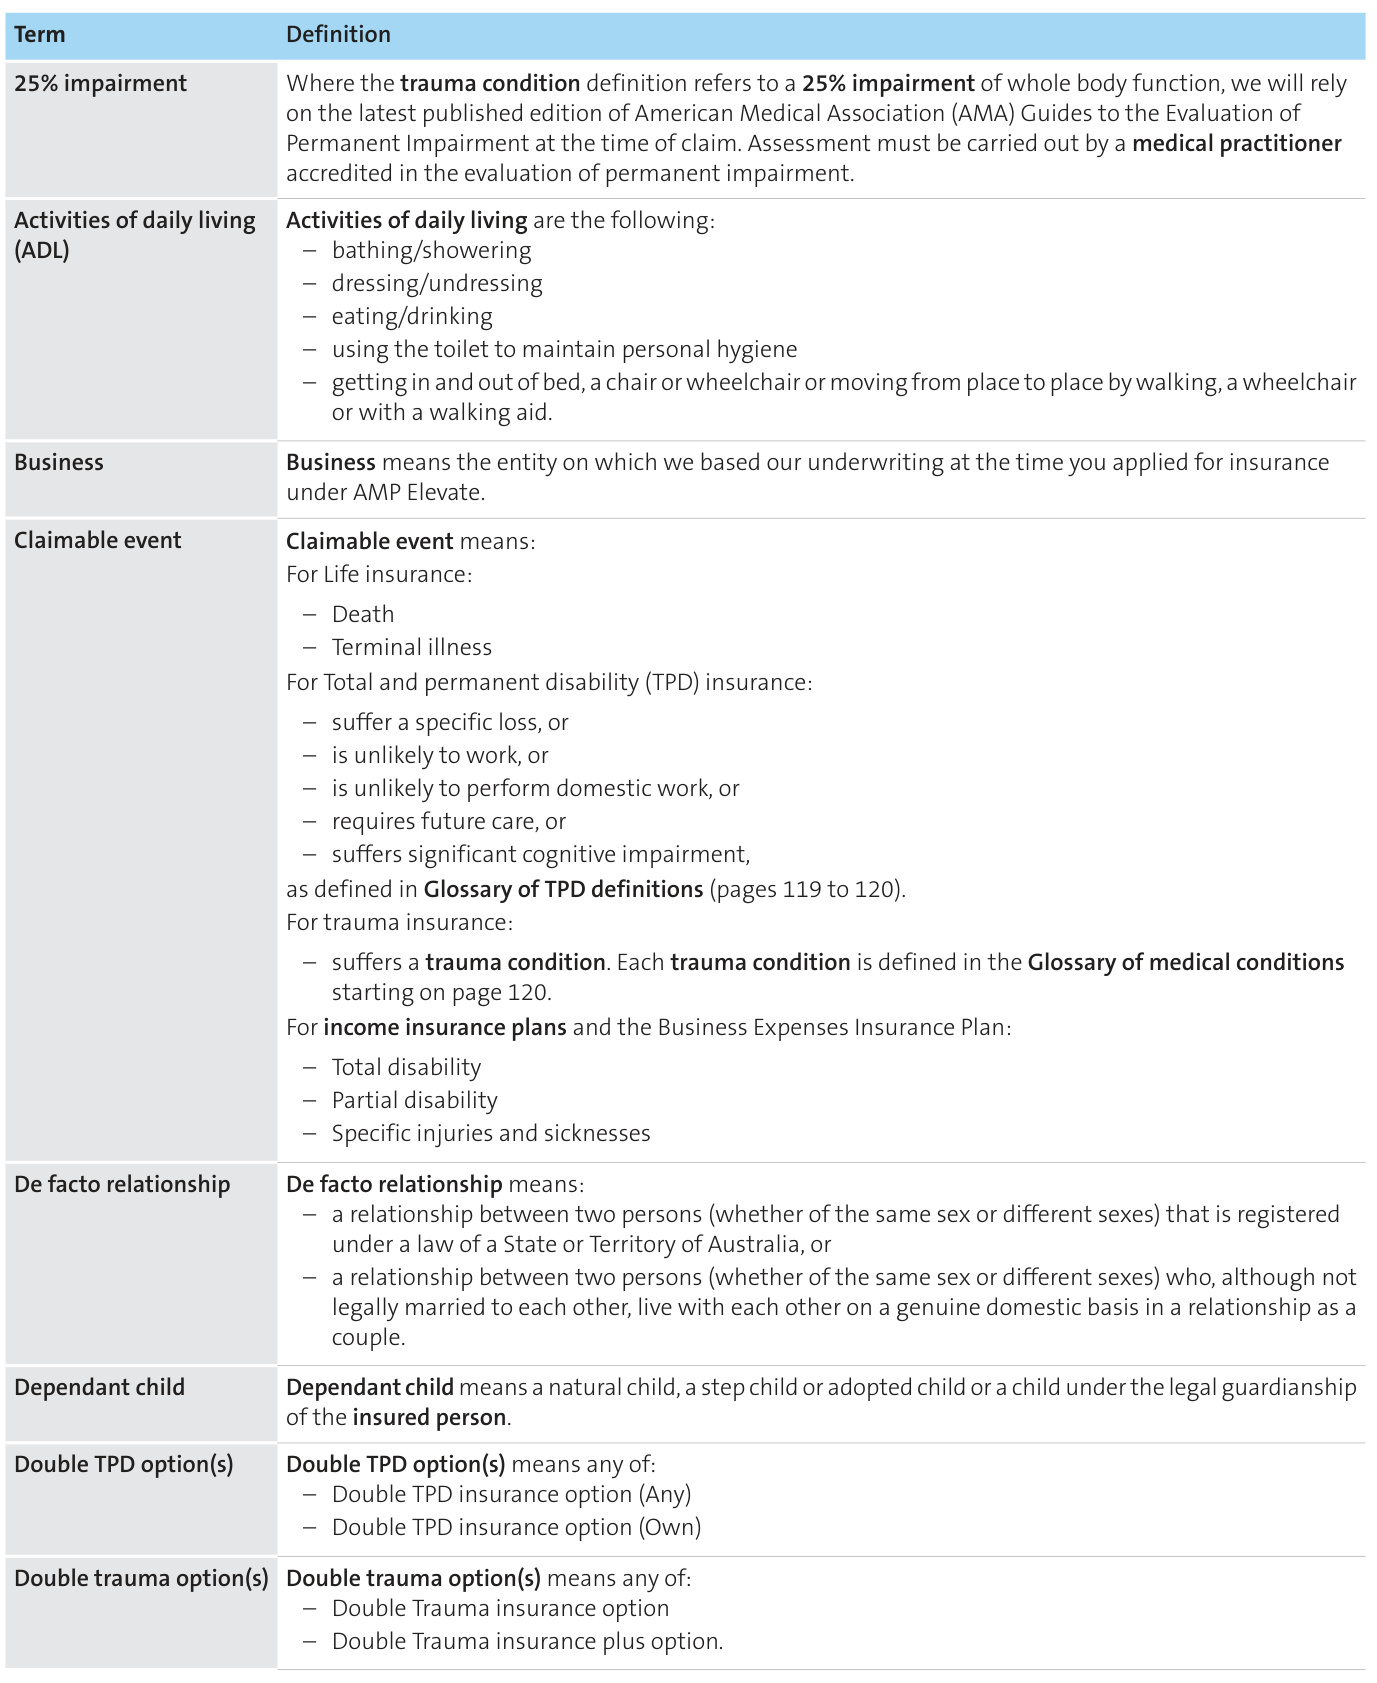 Term Definition
25% impairment Where the trauma condition definition refers to a 25% impairment of whole body function, we will rely
on the latest published edition of American Medical Association (AMA) Guides to the Evaluation of
Permanent Impairment at the time of claim. Assessment must be carried out by a medical practitioner
accredited in the evaluation of permanent impairment.
Activities of daily living
(ADL)
Activities of daily living are the following:
– bathing/showering
– dressing/undressing
– eating/drinking
– using the toilet to maintain personal hygiene
– getting in and out of bed, a chair or wheelchair or moving from place to place by walking, a wheelchair
or with a walking aid.
Business Business means the entity on which we based our underwriting at the time you applied for insurance
under AMP Elevate.
Claimable event Claimable event means:
For Life insurance:
– Death
– Terminal illness
For Total and permanent disability (TPD) insurance:
– suffer a specific loss, or
– is unlikely to work, or
– is unlikely to perform domestic work, or
– requires future care, or
– suffers significant cognitive impairment,
as defined in Glossary of TPD definitions (pages 119 to 120).
For trauma insurance:
– suffers a trauma condition. Each trauma condition is defined in the Glossary of medical conditions
starting on page 120.
For income insurance plans and the Business Expenses Insurance Plan:
– Total disability
– Partial disability
– Specific injuries and sicknesses
De facto relationship De facto relationship means:
– a relationship between two persons (whether of the same sex or different sexes) that is registered
under a law of a State or Territory of Australia, or
– a relationship between two persons (whether of the same sex or different sexes) who, although not
legally married to each other, live with each other on a genuine domestic basis in a relationship as a
couple.
Dependant child Dependant child means a natural child, a step child or adopted child or a child under the legal guardianship
of the insured person.
Double TPD option(s) Double TPD option(s) means any of:
– Double TPD insurance option (Any)
– Double TPD insurance option (Own)
Double trauma option(s) Double trauma option(s) means any of:
– Double Trauma insurance option
– Double Trauma insurance plus option.